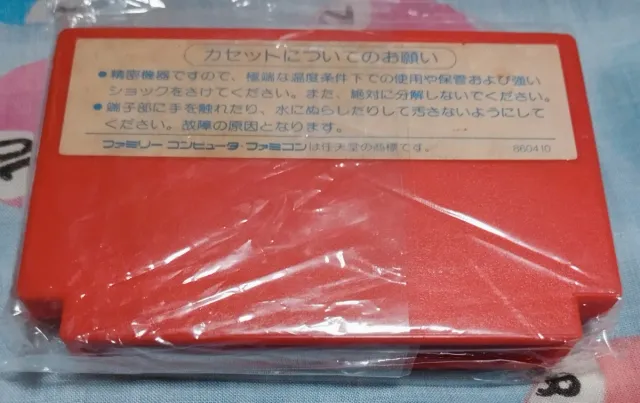 カセットについてのお願い
●精密機器ですので、極端な温度条件下での使用や保管および強い
ショックをさけてください。また、絶対に分解しないでください。
●端子部に手を触れたり、水にぬらしたりして汚さないようにして
ください。故障の原因となります。
ファミリー コンピュータ・ファミコンは任天堂の商標です。
860410
10
2
8